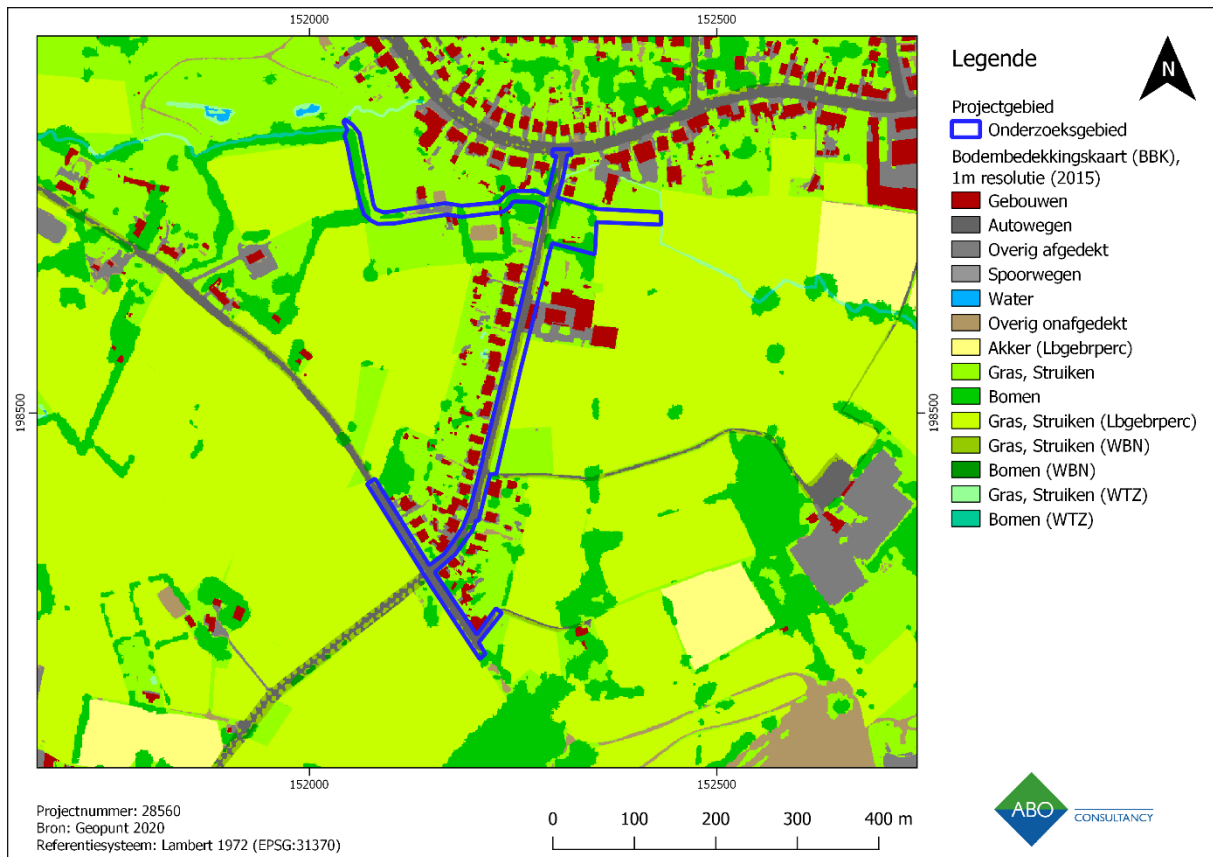 152000
152500
198500
198500
152000
152500
Legende
N
Projectgebied
Onderzoeksgebied
Bodembedekkingskaart (BBK),
1m resolutie (2015)
Gebouwen
Autowegen
Overig afgedekt
Spoorwegen
Water
Overig onafgedekt
Akker (Lbgebrperc)
Gras, Struiken
Bomen
Gras, Struiken (Lbgebrperc)
Gras, Struiken (WBN)
Bomen (WBN)
Gras, Struiken (WTZ)
Bomen (WTZ)
Projectnummer: 28560
Bron: Geopunt 2020
Referentiesysteem: Lambert 1972 (EPSG:31370)
0 100 200 300 400 m
ABO
CONSULTANCY